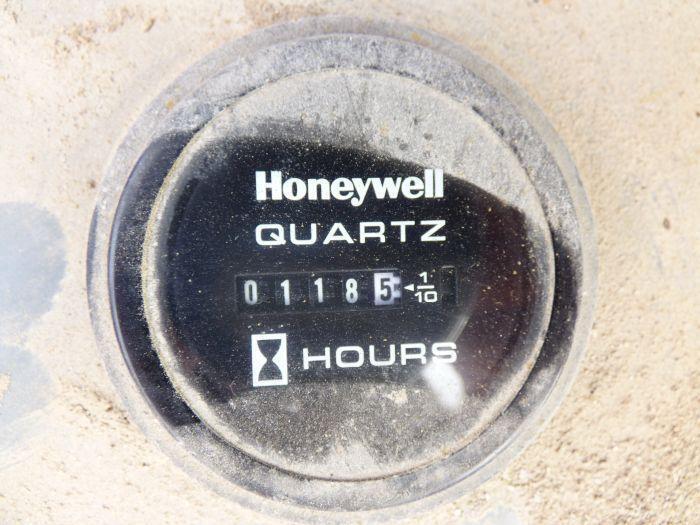 Honeywell
QUARTZ
01185 ◄ 1/10
HOURS